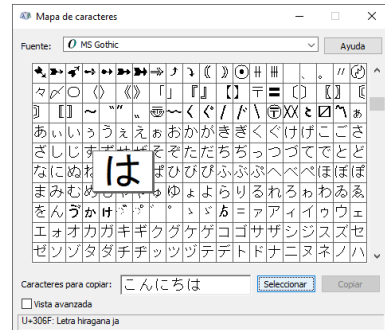 Mapa de caracteres
Fuente: O MS Gothic Ayuda
々〆〇〈〉《》「」『』【】〒〓〔〕〖〗
あぃいぅうぇえぉおかがきぎくぐけげこごさ
ざしじすず
ぞただちぢっつづてでとど
なにぬね
ぱひびぴふぶぷへべぺほぼぽ
まみむめ
ゆょよらりるれろゎわゐゑ
をんゔゕゖ
ゟ゠ァアィイゥウェ
エォオカガキギクグケゲコゴサザシジスズセ
ゼソゾタダチヂッツヅテデトドナニヌネノハ
は
Caracteres para copiar: こんにちは Seleccionar Copiar
Vista avanzada
U+306F: Letra hiragana ja